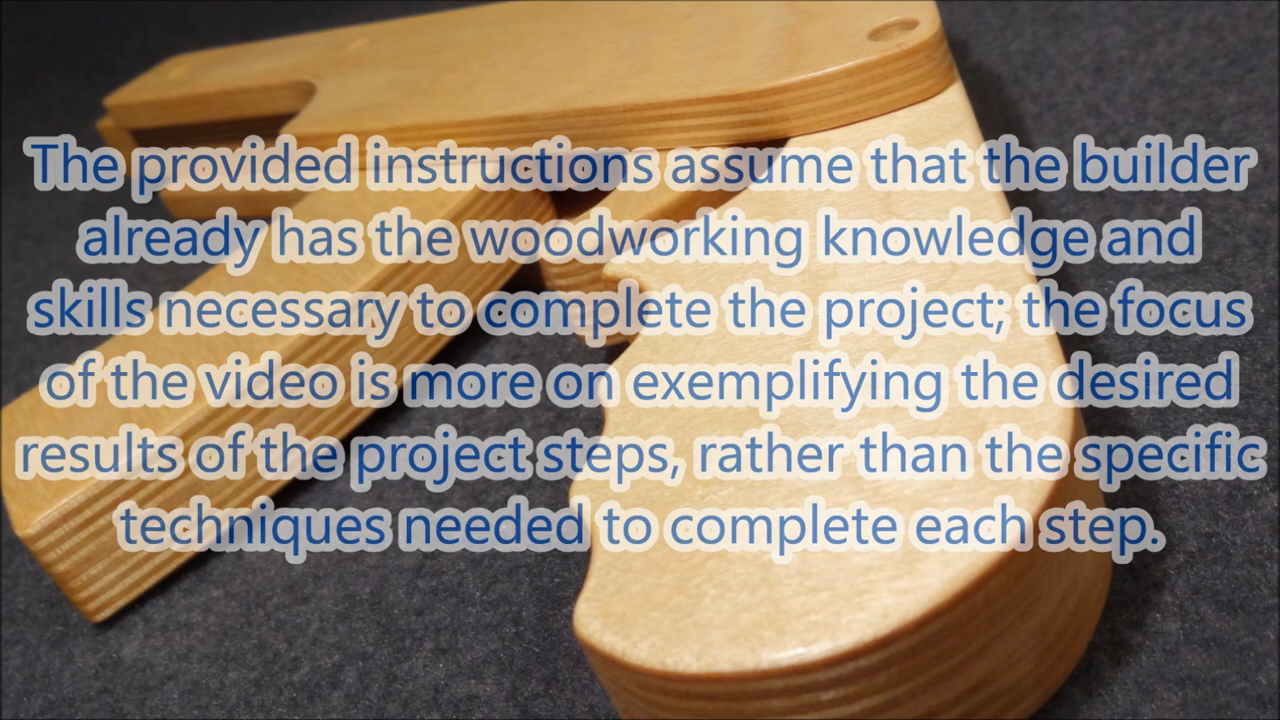 The provided instructions assume that the builder
already has the woodworking knowledge and
skills necessary to complete the project; the focus
of the video is more on exemplifying the desired
results of the project steps, rather than the specific
techniques needed to complete each step.